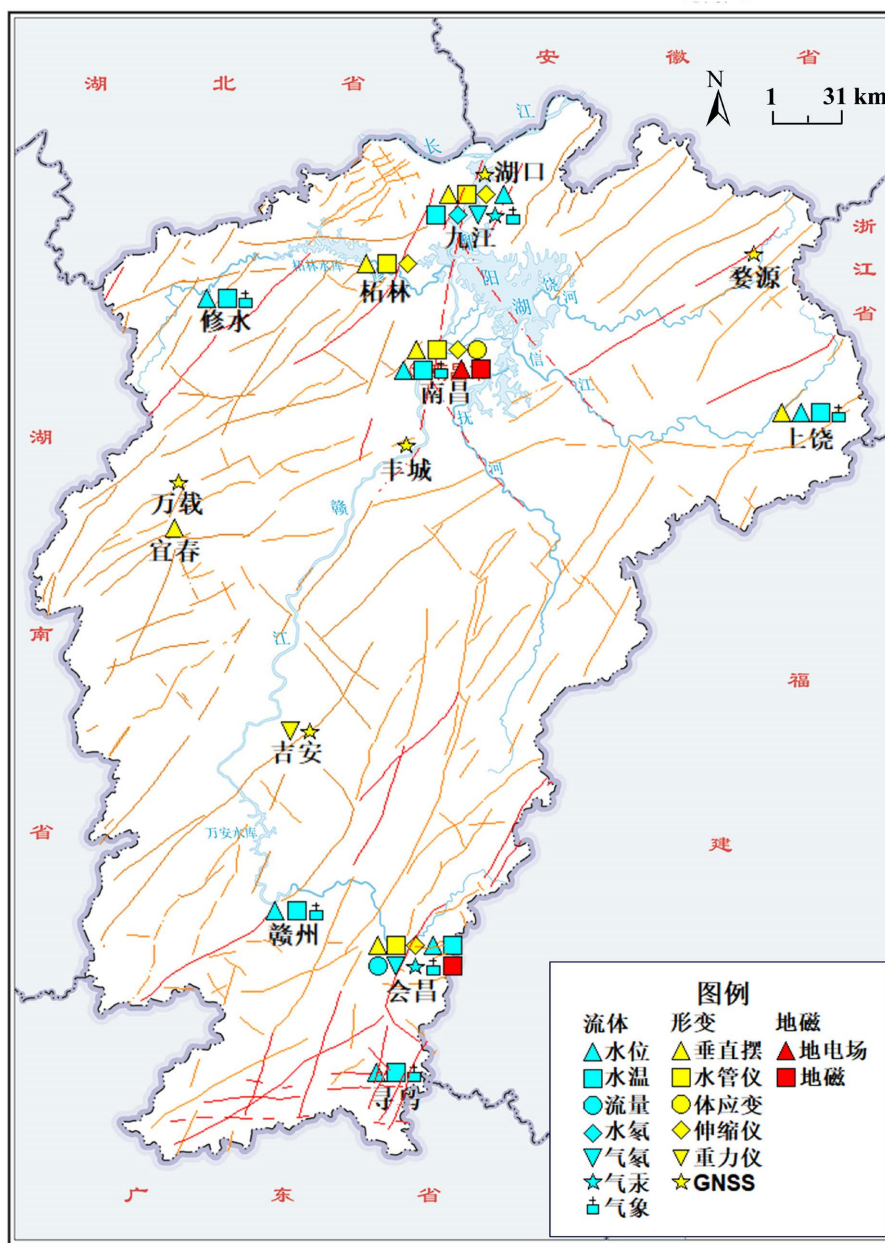 湖 北 省
安 徽 省
N
1 31 km
长 江
湖口
九江
鄱
阳
湖
饶
河
浙
江
省
婺源
柘林水库
柘林
修水
南昌
信
江
抚
河
上饶
湖
丰城
赣
万载
宜春
南
江
福
吉安
省
万安水库
建
赣州
会昌
寻乌
广 东 省
图例
流体 形变 地磁
水位 垂直摆 地电场
水温 水管仪 地磁
流量 体应变
水氡 伸缩仪
气氡 重力仪
气汞 GNSS
气象